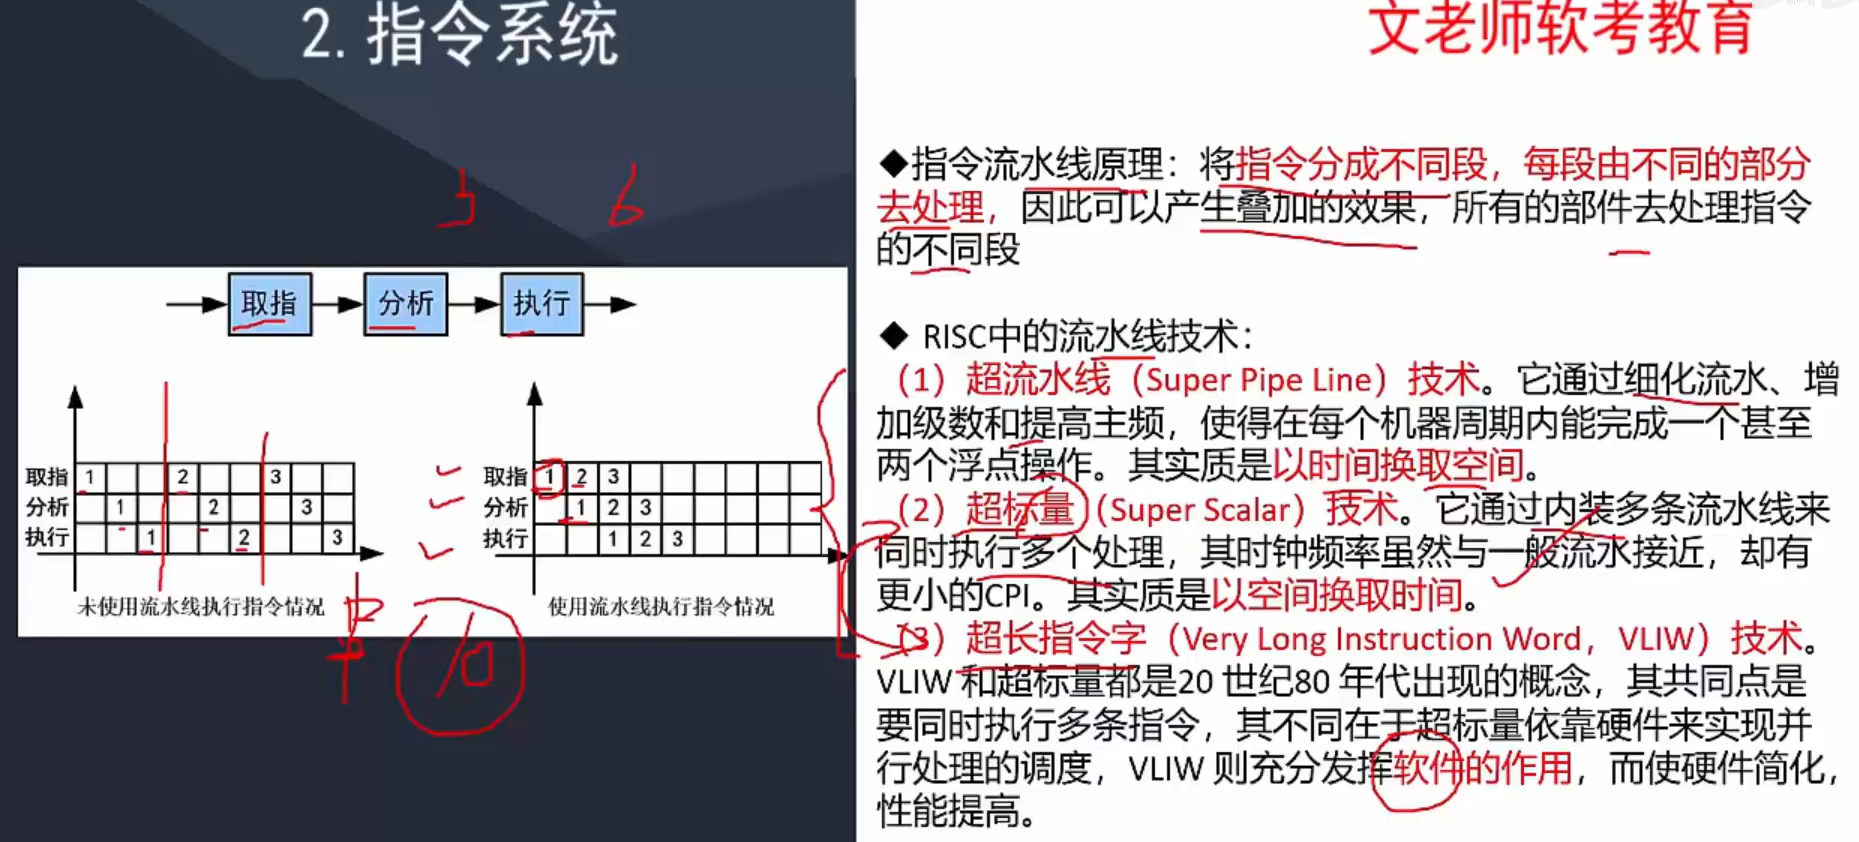 2. 指令系统
文老师软考教育
5 6
取指 分析 执行
取指 1 2 3
分析 1 2 3
执行 1 2 3
未使用流水线执行指令情况
取指 1 2 3
分析 1 2 3
执行 1 2 3
使用流水线执行指令情况
◆指令流水线原理：将指令分成不同段，每段由不同的部分
去处理，因此可以产生叠加的效果，所有的部件去处理指令
的不同段
◆ RISC中的流水线技术：
（1）超流水线（Super Pipe Line）技术。它通过细化流水、增
加级数和提高主频，使得在每个机器周期内能完成一个甚至
两个浮点操作。其实质是以时间换取空间。
（2）超标量（Super Scalar）技术。它通过内装多条流水线来
同时执行多个处理，其时钟频率虽然与一般流水接近，却有
更小的CPI。其实质是以空间换取时间。
（3）超长指令字（Very Long Instruction Word，VLIW）技术。
VLIW 和超标量都是20 世纪80 年代出现的概念，其共同点是
要同时执行多条指令，其不同在于超标量依靠硬件来实现并
行处理的调度，VLIW 则充分发挥软件的作用，而使硬件简化，
性能提高。